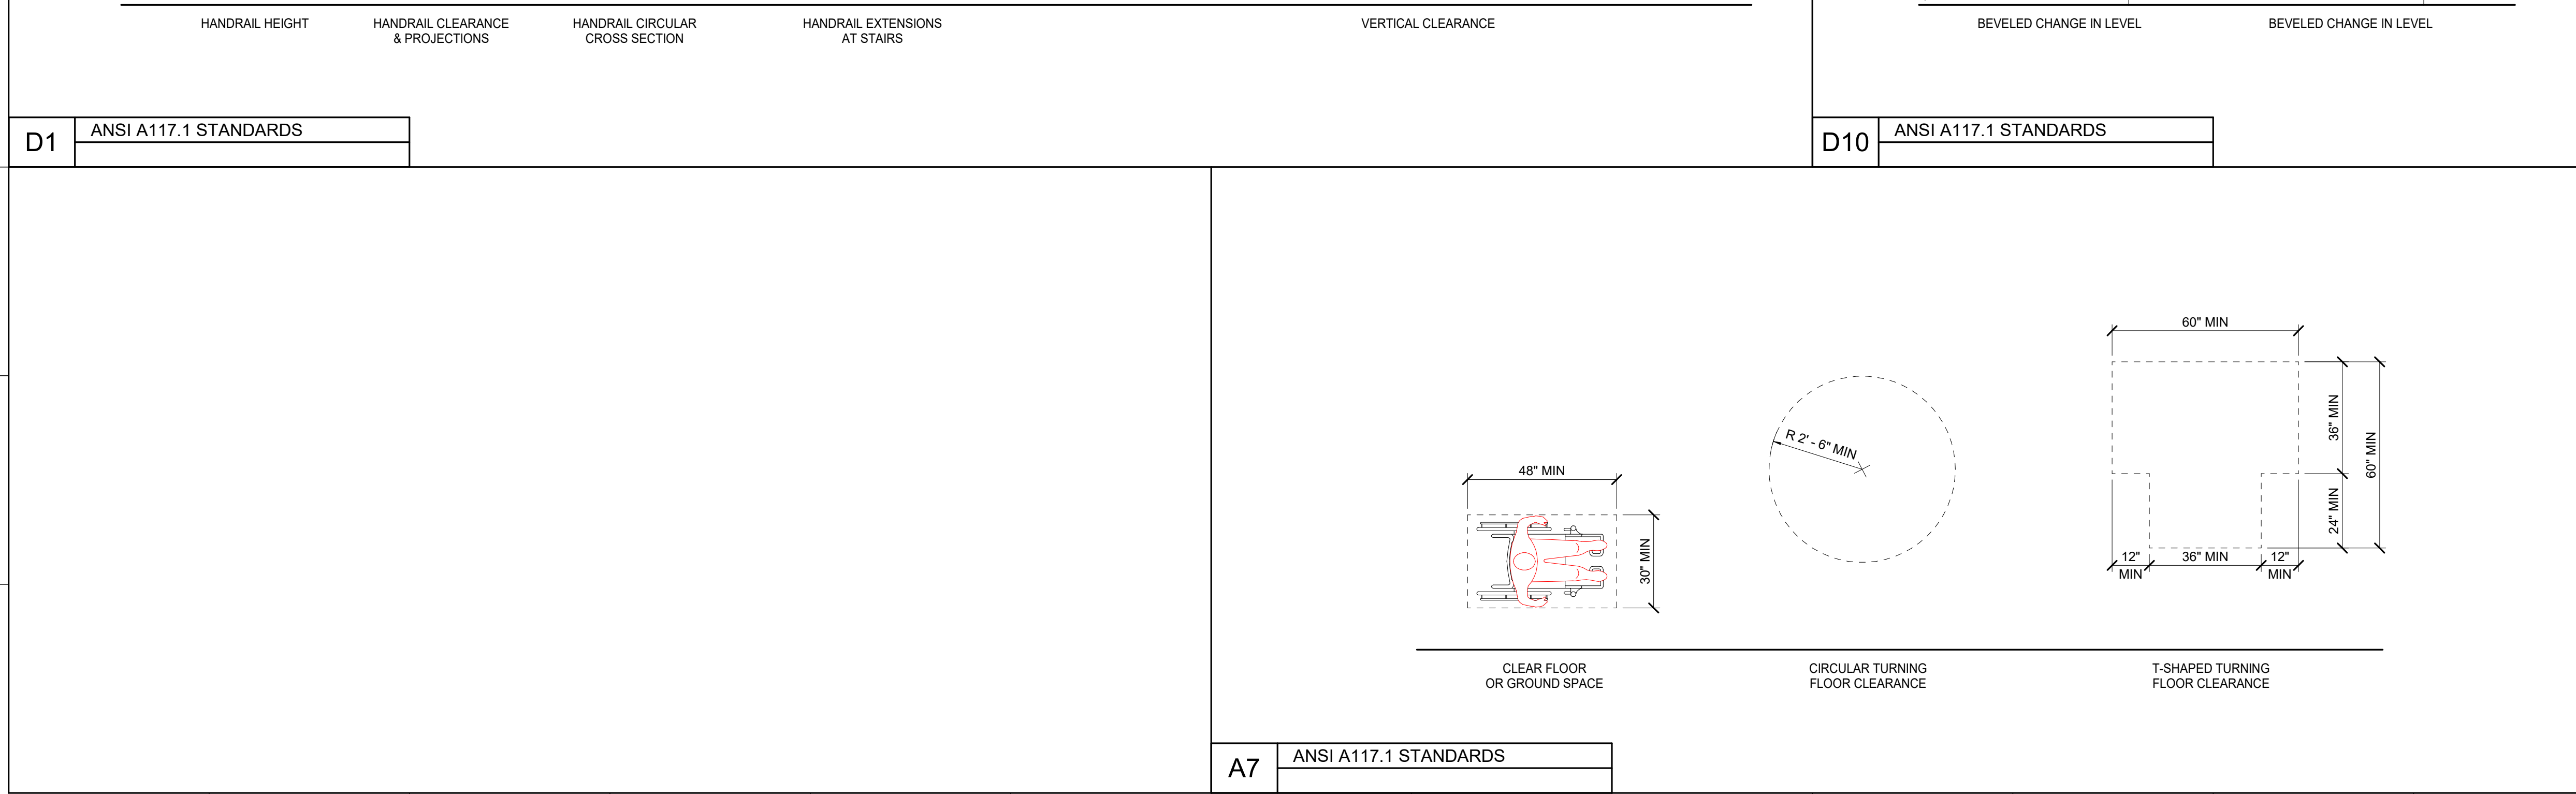 HANDRAIL HEIGHT
HANDRAIL CLEARANCE
& PROJECTIONS
HANDRAIL CIRCULAR
CROSS SECTION
HANDRAIL EXTENSIONS
AT STAIRS
VERTICAL CLEARANCE
BEVELED CHANGE IN LEVEL
BEVELED CHANGE IN LEVEL
D1
ANSI A117.1 STANDARDS
D10
ANSI A117.1 STANDARDS
48" MIN
30" MIN
R 2' - 6" MIN
60" MIN
36" MIN
24" MIN
60" MIN
12"
MIN
36" MIN
12"
MIN
CLEAR FLOOR
OR GROUND SPACE
CIRCULAR TURNING
FLOOR CLEARANCE
T-SHAPED TURNING
FLOOR CLEARANCE
A7
ANSI A117.1 STANDARDS